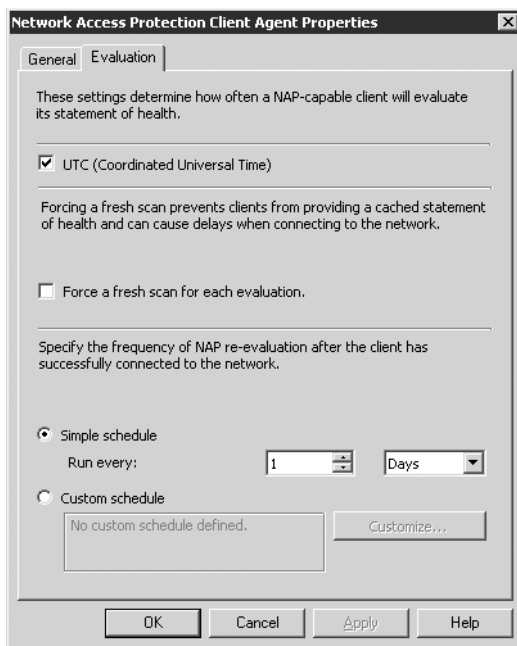 Network Access Protection Client Agent Properties
General Evaluation
These settings determine how often a NAP-capable client will evaluate
its statement of health.
UTC (Coordinated Universal Time)
Forcing a fresh scan prevents clients from providing a cached statement
of health and can cause delays when connecting to the network.
Force a fresh scan for each evaluation.
Specify the frequency of NAP re-evaluation after the client has
successfully connected to the network.
Simple schedule
Run every: 1 Days
Custom schedule
No custom schedule defined. Customize...
OK Cancel Apply Help